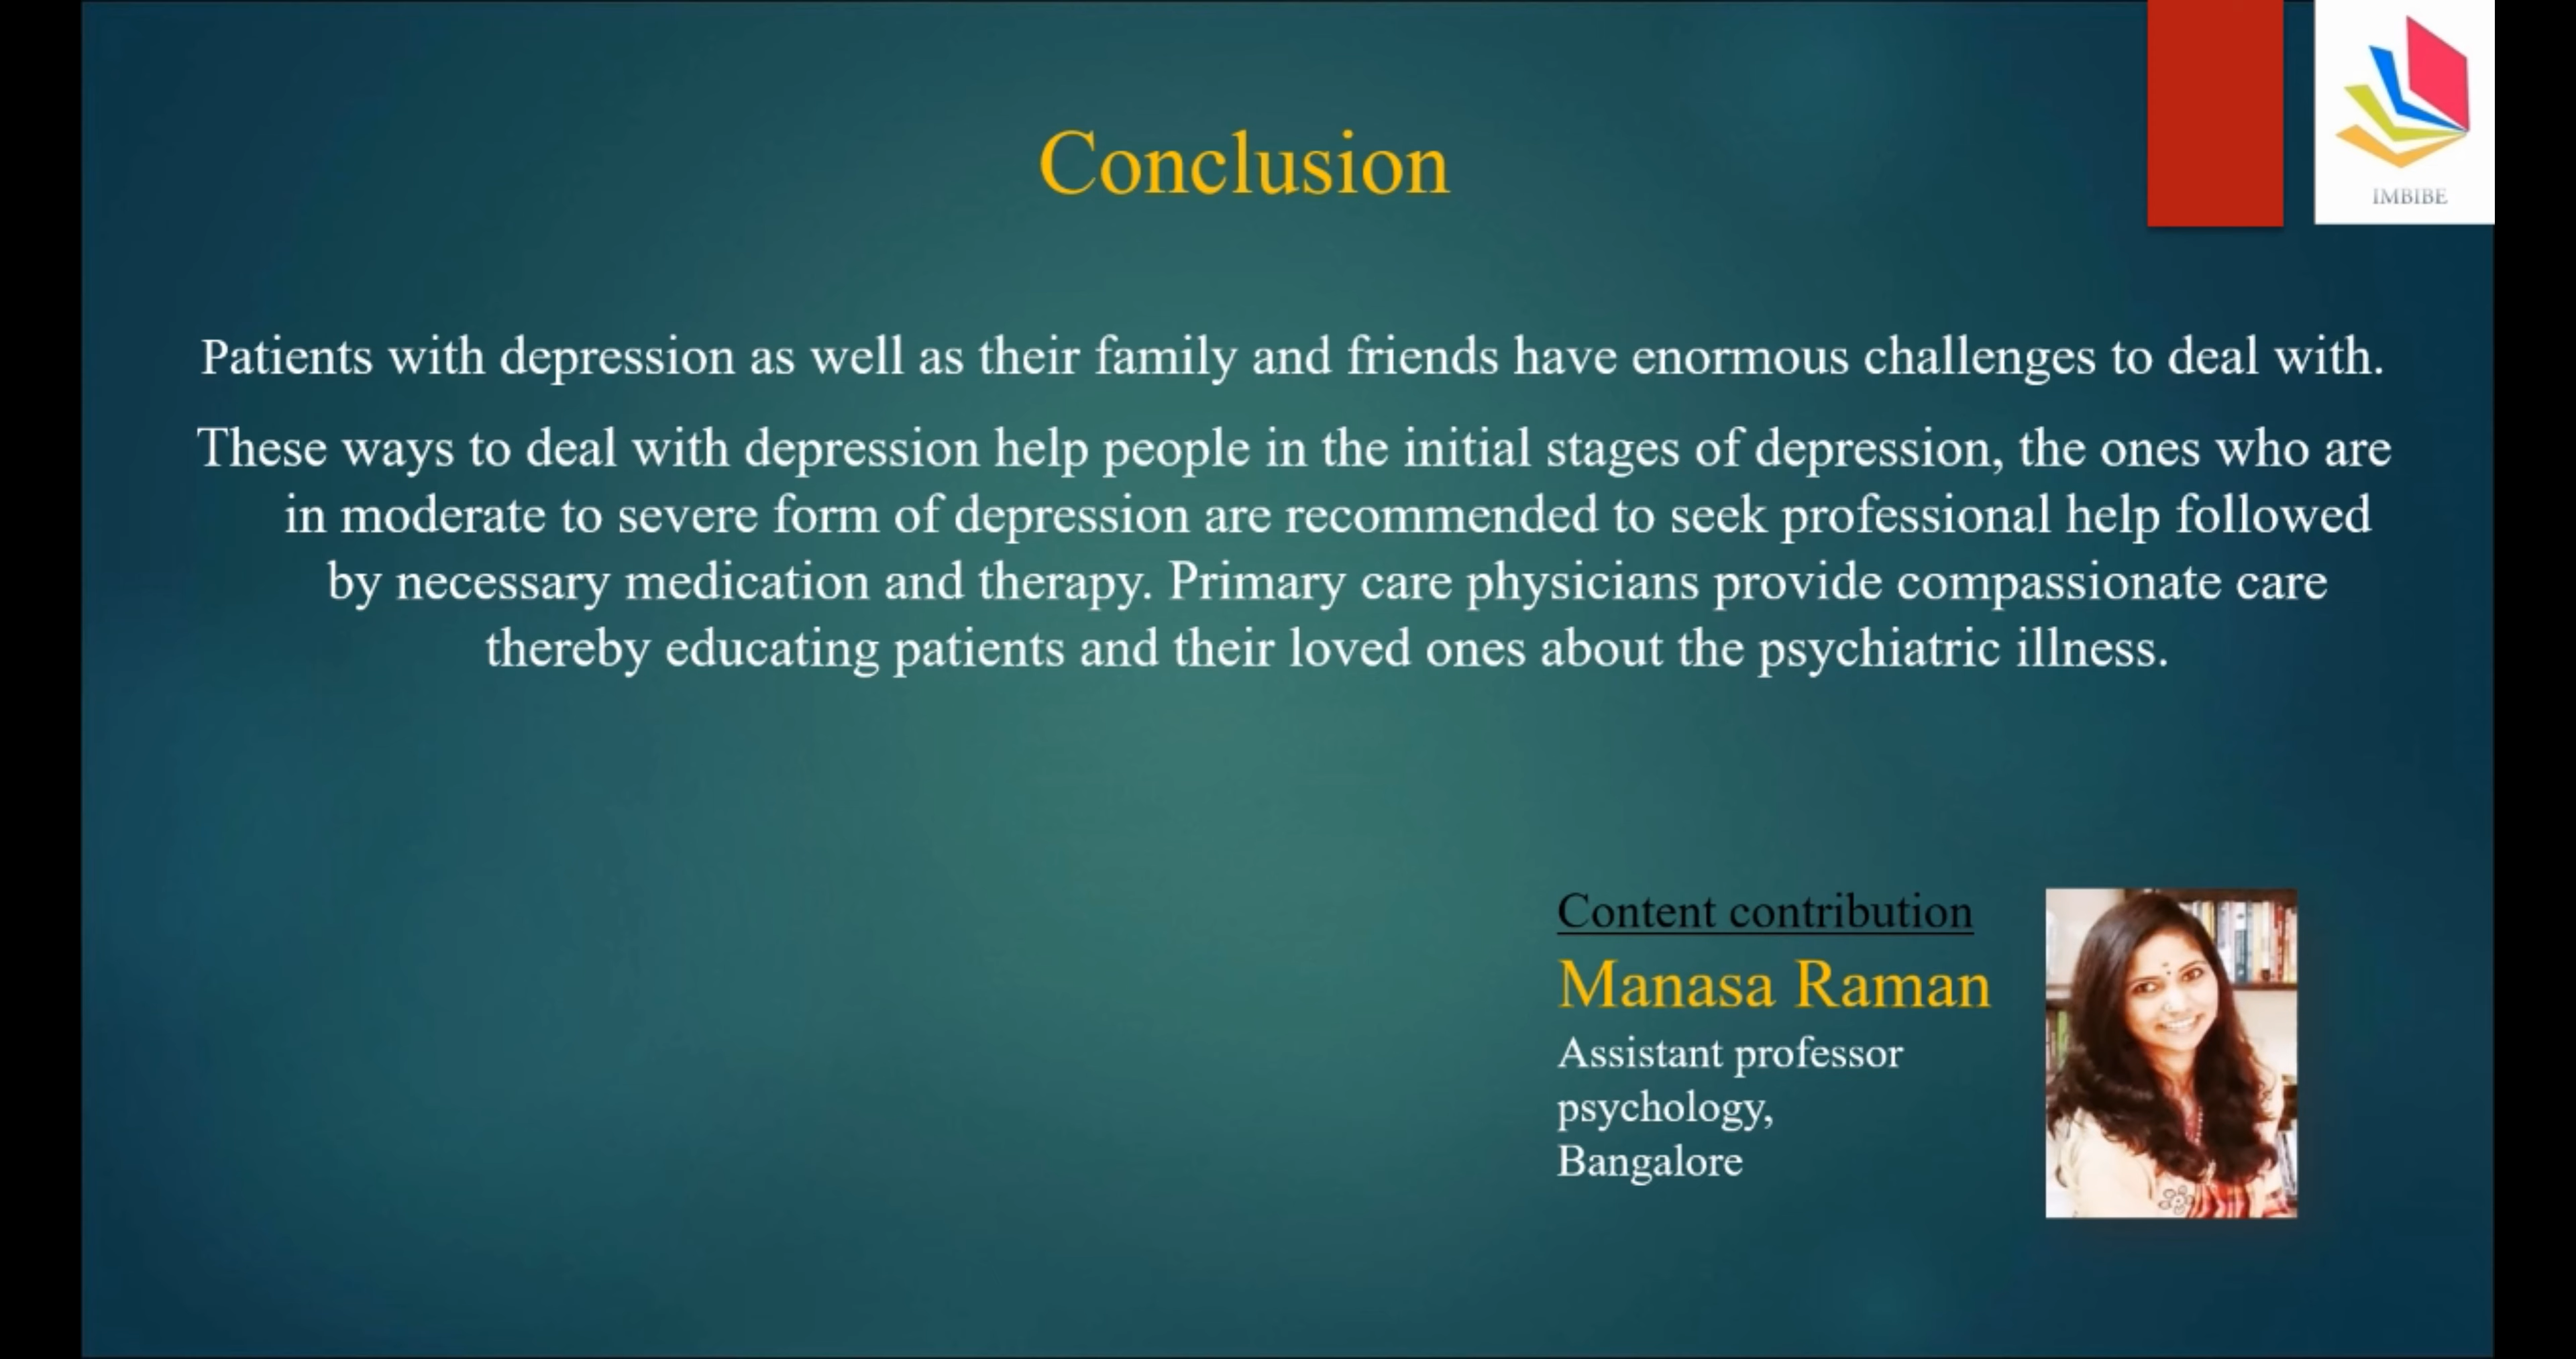 IMBIBE
Conclusion
Patients with depression as well as their family and friends have enormous challenges to deal with.
These ways to deal with depression help people in the initial stages of depression, the ones who are
in moderate to severe form of depression are recommended to seek professional help followed
by necessary medication and therapy. Primary care physicians provide compassionate care
thereby educating patients and their loved ones about the psychiatric illness.
Content contribution
Manasa Raman
Assistant professor
psychology,
Bangalore